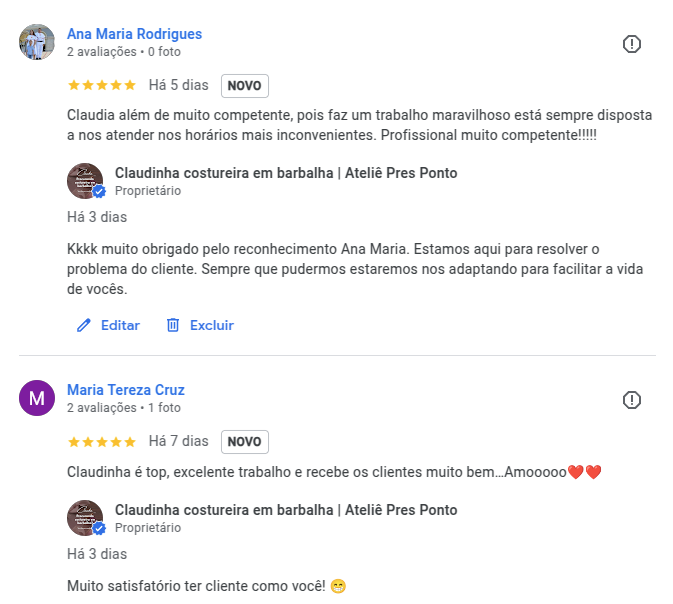 Ana Maria Rodrigues
2 avaliações • 0 foto
Há 5 dias NOVO
Claudia além de muito competente, pois faz um trabalho maravilhoso está sempre disposta
a nos atender nos horários mais inconvenientes. Profissional muito competente!!!!!
Claudinha costureira em barbalha | Ateliê Pres Ponto
Proprietário
Há 3 dias
Kkkk muito obrigado pelo reconhecimento Ana Maria. Estamos aqui para resolver o
problema do cliente. Sempre que pudermos estaremos nos adaptando para facilitar a vida
de vocês.
Editar Excluir
M
Maria Tereza Cruz
2 avaliações • 1 foto
Há 7 dias NOVO
Claudinha é top, excelente trabalho e recebe os clientes muito bem…Amooooo❤️❤️
Claudinha costureira em barbalha | Ateliê Pres Ponto
Proprietário
Há 3 dias
Muito satisfatório ter cliente como você! 😁